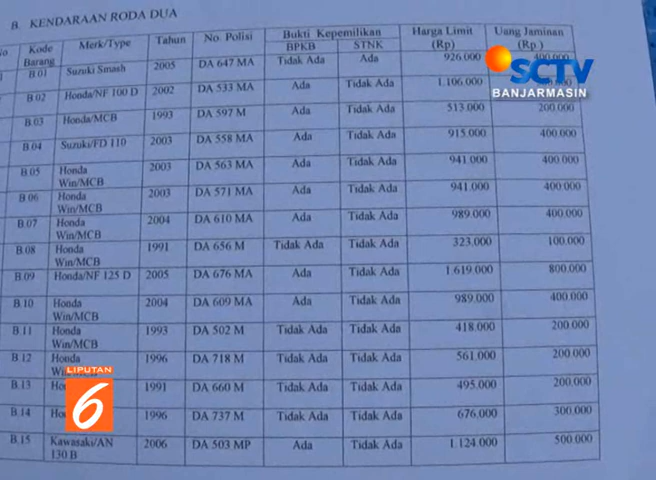 B. KENDARAAN RODA DUA
Kode Barang Merk/Type Tahun No. Polisi Bukti Kepemilikan Harga Limit (Rp) Uang Jaminan (Rp.)
BPKB STNK
B.01 Suzuki Smash 2005 DA 647 MA Tidak Ada Ada 926.000 400.000
B.02 Honda/NF 100 D 2002 DA 533 MA Ada Tidak Ada 1.106.000
B.03 Honda/MCB 1993 DA 597 M Ada Tidak Ada 513.000 200.000
B.04 Suzuki/FD 110 2003 DA 558 MA Ada Tidak Ada 915.000 400.000
B.05 Honda Win/MCB 2003 DA 563 MA Ada Tidak Ada 941.000 400.000
B.06 Honda Win/MCB 2003 DA 571 MA Ada Tidak Ada 941.000 400.000
B.07 Honda Win/MCB 2004 DA 610 MA Ada Tidak Ada 989.000 400.000
B.08 Honda Win/MCB 1991 DA 656 M Tidak Ada Tidak Ada 323.000 100.000
B.09 Honda/NF 125 D 2005 DA 676 MA Ada Tidak Ada 1.619.000 800.000
B.10 Honda Win/MCB 2004 DA 609 MA Ada Tidak Ada 989.000 400.000
B.11 Honda Win/MCB 1993 DA 502 M Tidak Ada Tidak Ada 418.000 200.000
B.12 Honda 1996 DA 718 M Tidak Ada Tidak Ada 561.000 200.000
B.13 1991 DA 660 M Tidak Ada Tidak Ada 495.000 200.000
B.14 1996 DA 737 M Tidak Ada Tidak Ada 676.000 300.000
B.15 Kawasaki/AN 130 B 2006 DA 503 MP Ada Tidak Ada 1.124.000 500.000
SCTV
BANJARMASIN
LIPUTAN
6